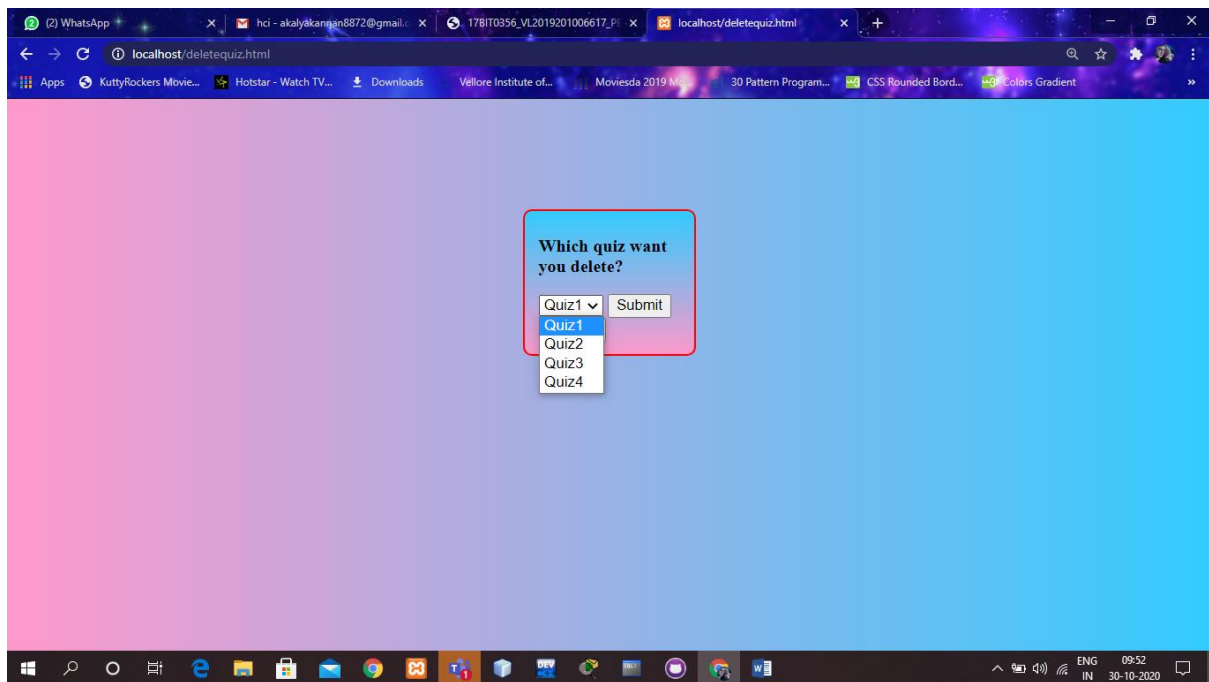 (2) WhatsApp
hci - akalyakannan8872@gmail.c
17BIT0356_VL2019201006617_PE
localhost/deletequiz.html
localhost/deletequiz.html
Apps KuttyRockers Movie... Hotstar - Watch TV... Downloads Vellore Institute of... Moviesda 2019 30 Pattern Program... CSS Rounded Bord... Colors Gradient
Which quiz want
you delete?
Quiz1 Submit
Quiz1
Quiz2
Quiz3
Quiz4
ENG 09:52
IN 30-10-2020